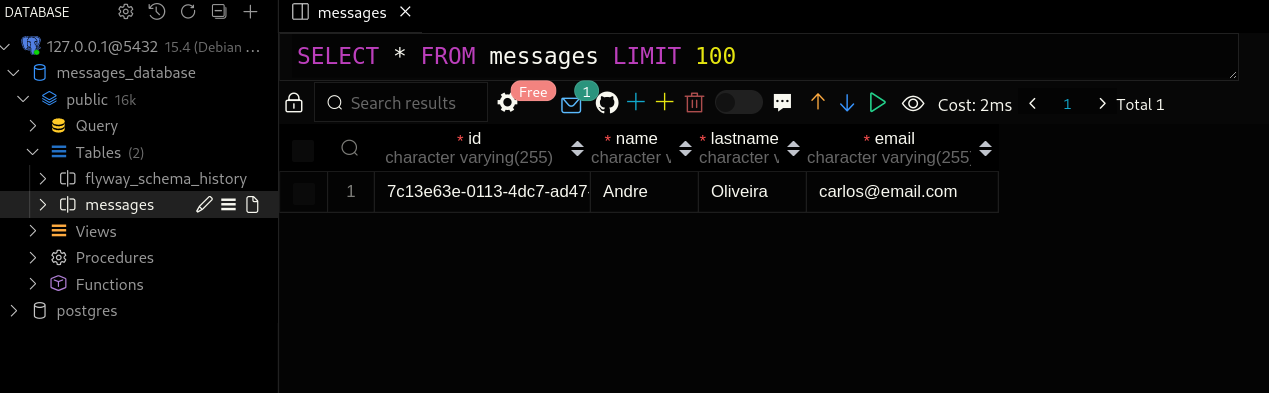 DATABASE
127.0.0.1@5432 15.4 (Debian ...
messages_database
public 16k
Query
Tables (2)
flyway_schema_history
messages
Views
Procedures
Functions
postgres
messages
SELECT * FROM messages LIMIT 100
Search results Free 1 Cost: 2ms 1 Total 1
* id * name * lastname * email
character varying(255) character v character v character varying(255)
1 7c13e63e-0113-4dc7-ad47- Andre Oliveira carlos@email.com